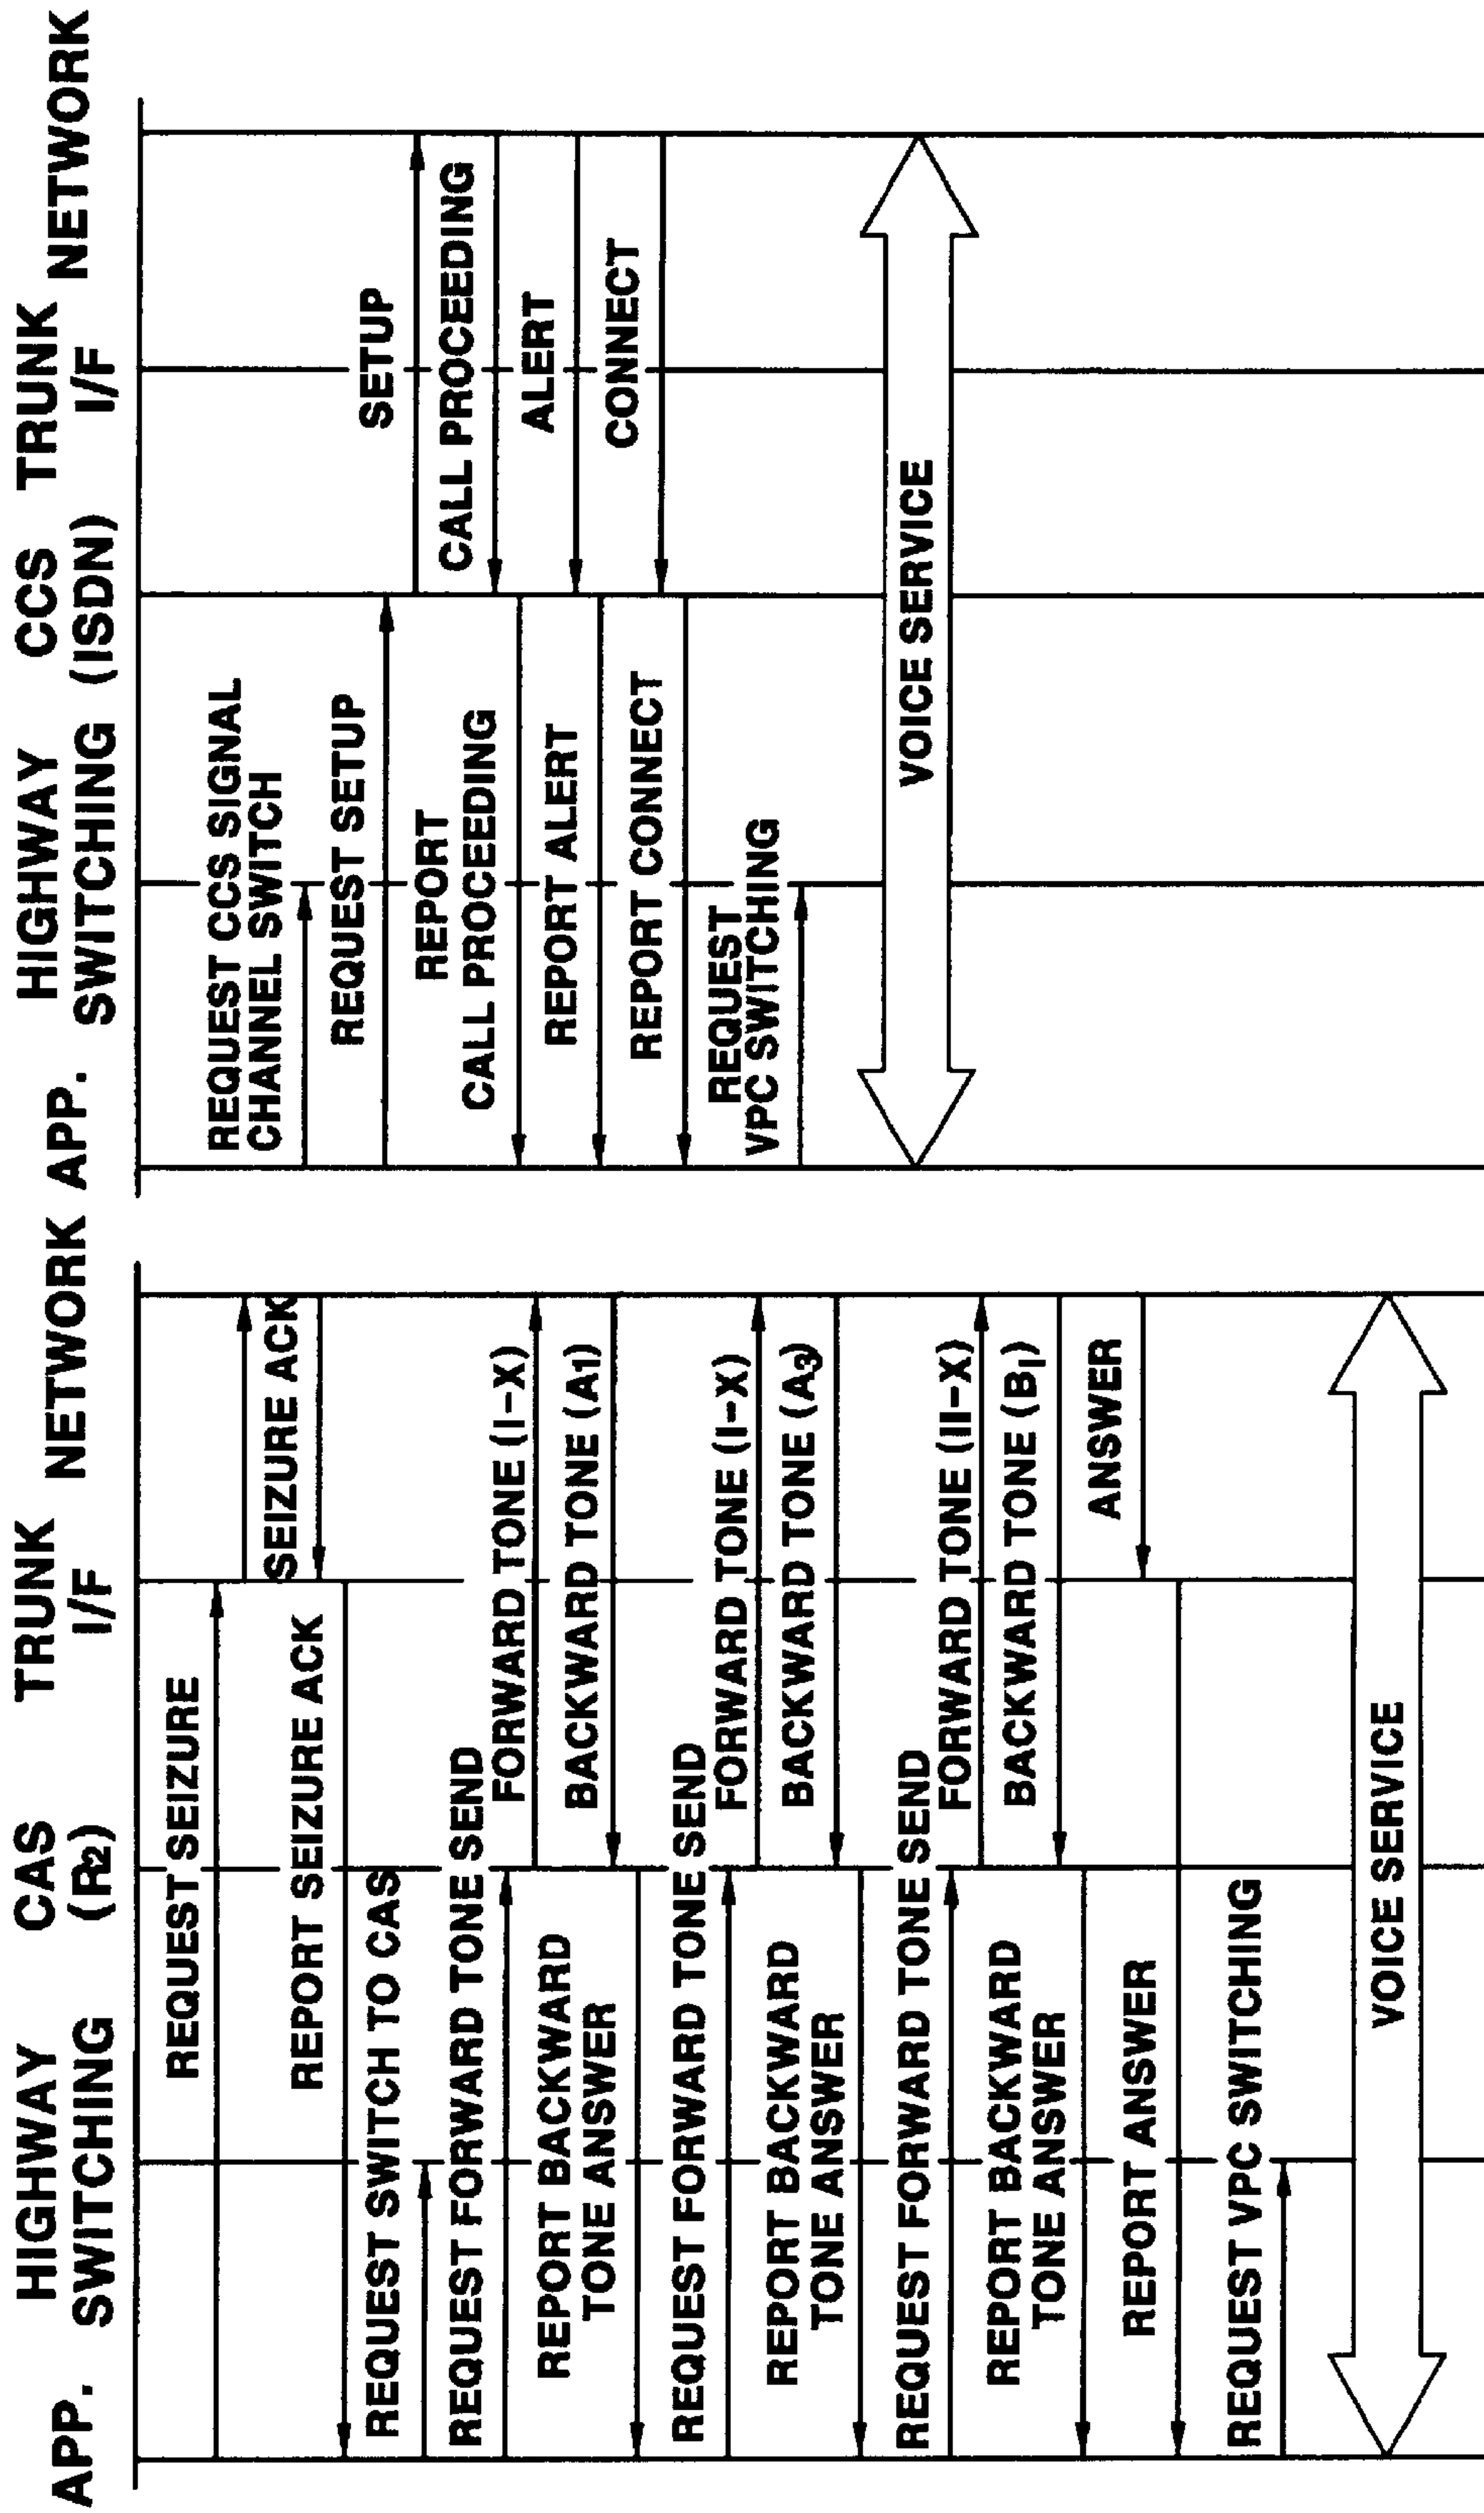 APP.
HIGHWAY
SWITCHING
CAS
(R2)
TRUNK
I/F
NETWORK
REQUEST SEIZURE
SEIZURE ACK
REPORT SEIZURE ACK
REQUEST SWITCH TO CAS
REQUEST FORWARD TONE SEND
FORWARD TONE (I-X)
BACKWARD TONE (A1)
REPORT BACKWARD
TONE ANSWER
REQUEST FORWARD TONE SEND
FORWARD TONE (I-X)
BACKWARD TONE (A3)
REPORT BACKWARD
TONE ANSWER
REQUEST FORWARD TONE SEND
FORWARD TONE (II-X)
BACKWARD TONE (BI)
REPORT BACKWARD
TONE ANSWER
ANSWER
REPORT ANSWER
REQUEST VPC SWITCHING
VOICE SERVICE
APP.
HIGHWAY
SWITCHING
CCS
(ISDN)
TRUNK
I/F
NETWORK
REQUEST CCS SIGNAL
CHANNEL SWITCH
REQUEST SETUP
SETUP
CALL PROCEEDING
REPORT
CALL PROCEEDING
ALERT
REPORT ALERT
CONNECT
REPORT CONNECT
REQUEST
VPC SWITCHING
VOICE SERVICE